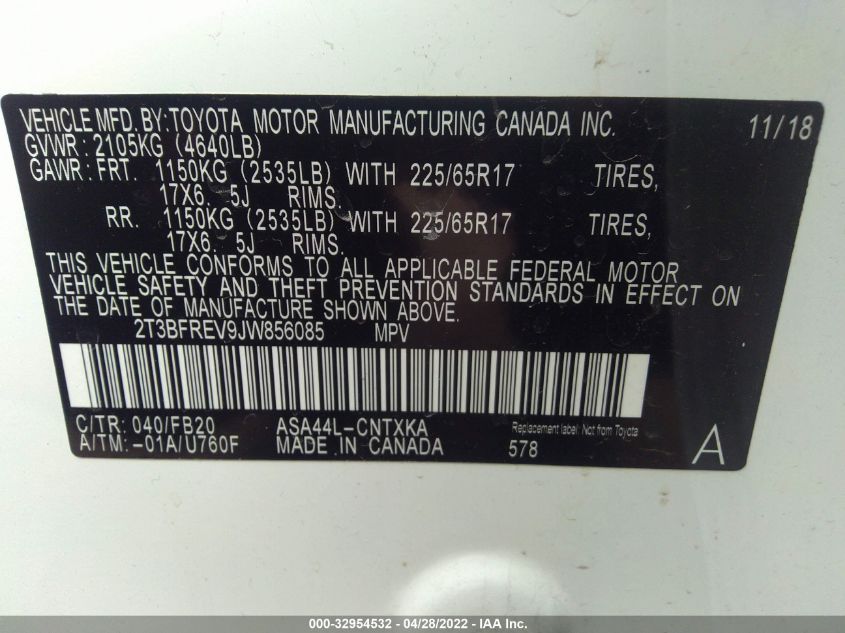 VEHICLE MFD. BY: TOYOTA MOTOR MANUFACTURING CANADA INC. 11/18
GVWR: 2105KG (4640LB)
GAWR: FRT. 1150KG (2535LB) WITH 225/65R17 TIRES,
17X6. 5J RIMS.
RR. 1150KG (2535LB) WITH 225/65R17 TIRES,
17X6. 5J RIMS.
THIS VEHICLE CONFORMS TO ALL APPLICABLE FEDERAL MOTOR
VEHICLE SAFETY AND THEFT PREVENTION STANDARDS IN EFFECT ON
THE DATE OF MANUFACTURE SHOWN ABOVE.
2T3BFREV9JW856085 MPV
C/TR: 040/FB20 ASA44L-CNTXKA Replacement label: Not from Toyota
A/TM: -01A/U760F MADE IN CANADA 578 A
000-32954532 - 04/28/2022 - IAA Inc.